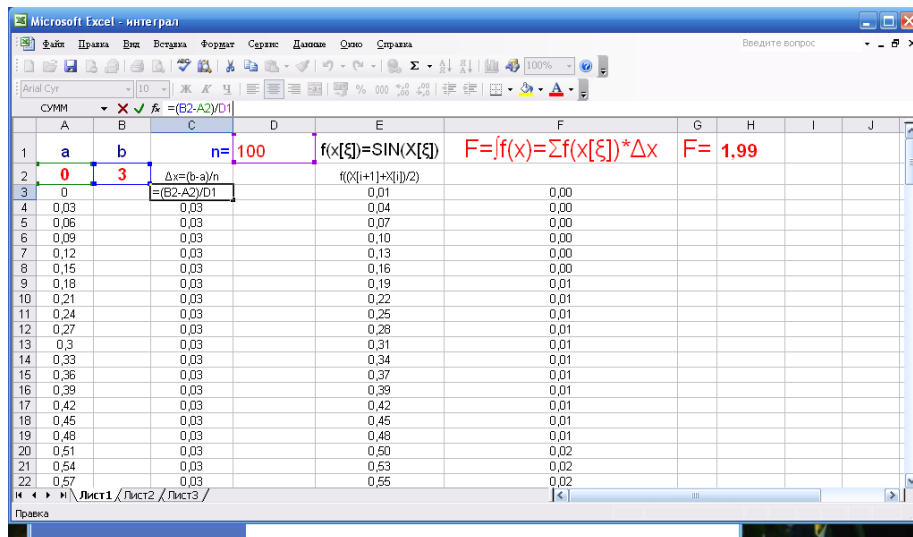 Microsoft Excel - интеграл
Файл Правка Вид Вставка Формат Сервис Данные Окно Справка Введите вопрос
100%
Arial Cyr 10 Ж К Ч % 000
СУММ fx =(B2-A2)/D1
A B C D E F G H I J
1 a b n= 100 f(x[ξ])=SIN(X[ξ]) F=∫f(x)=Σf(x[ξ])*Δx F= 1,99
2 0 3 Δx=(b-a)/n f((X[i+1]+X[i])/2)
3 0 =(B2-A2)/D1 0,01 0,00
4 0,03 0,03 0,04 0,00
5 0,06 0,03 0,07 0,00
6 0,09 0,03 0,10 0,00
7 0,12 0,03 0,13 0,00
8 0,15 0,03 0,16 0,00
9 0,18 0,03 0,19 0,01
10 0,21 0,03 0,22 0,01
11 0,24 0,03 0,25 0,01
12 0,27 0,03 0,28 0,01
13 0,3 0,03 0,31 0,01
14 0,33 0,03 0,34 0,01
15 0,36 0,03 0,37 0,01
16 0,39 0,03 0,39 0,01
17 0,42 0,03 0,42 0,01
18 0,45 0,03 0,45 0,01
19 0,48 0,03 0,48 0,01
20 0,51 0,03 0,50 0,02
21 0,54 0,03 0,53 0,02
22 0,57 0,03 0,55 0,02
Лист1 Лист2 Лист3
Правка